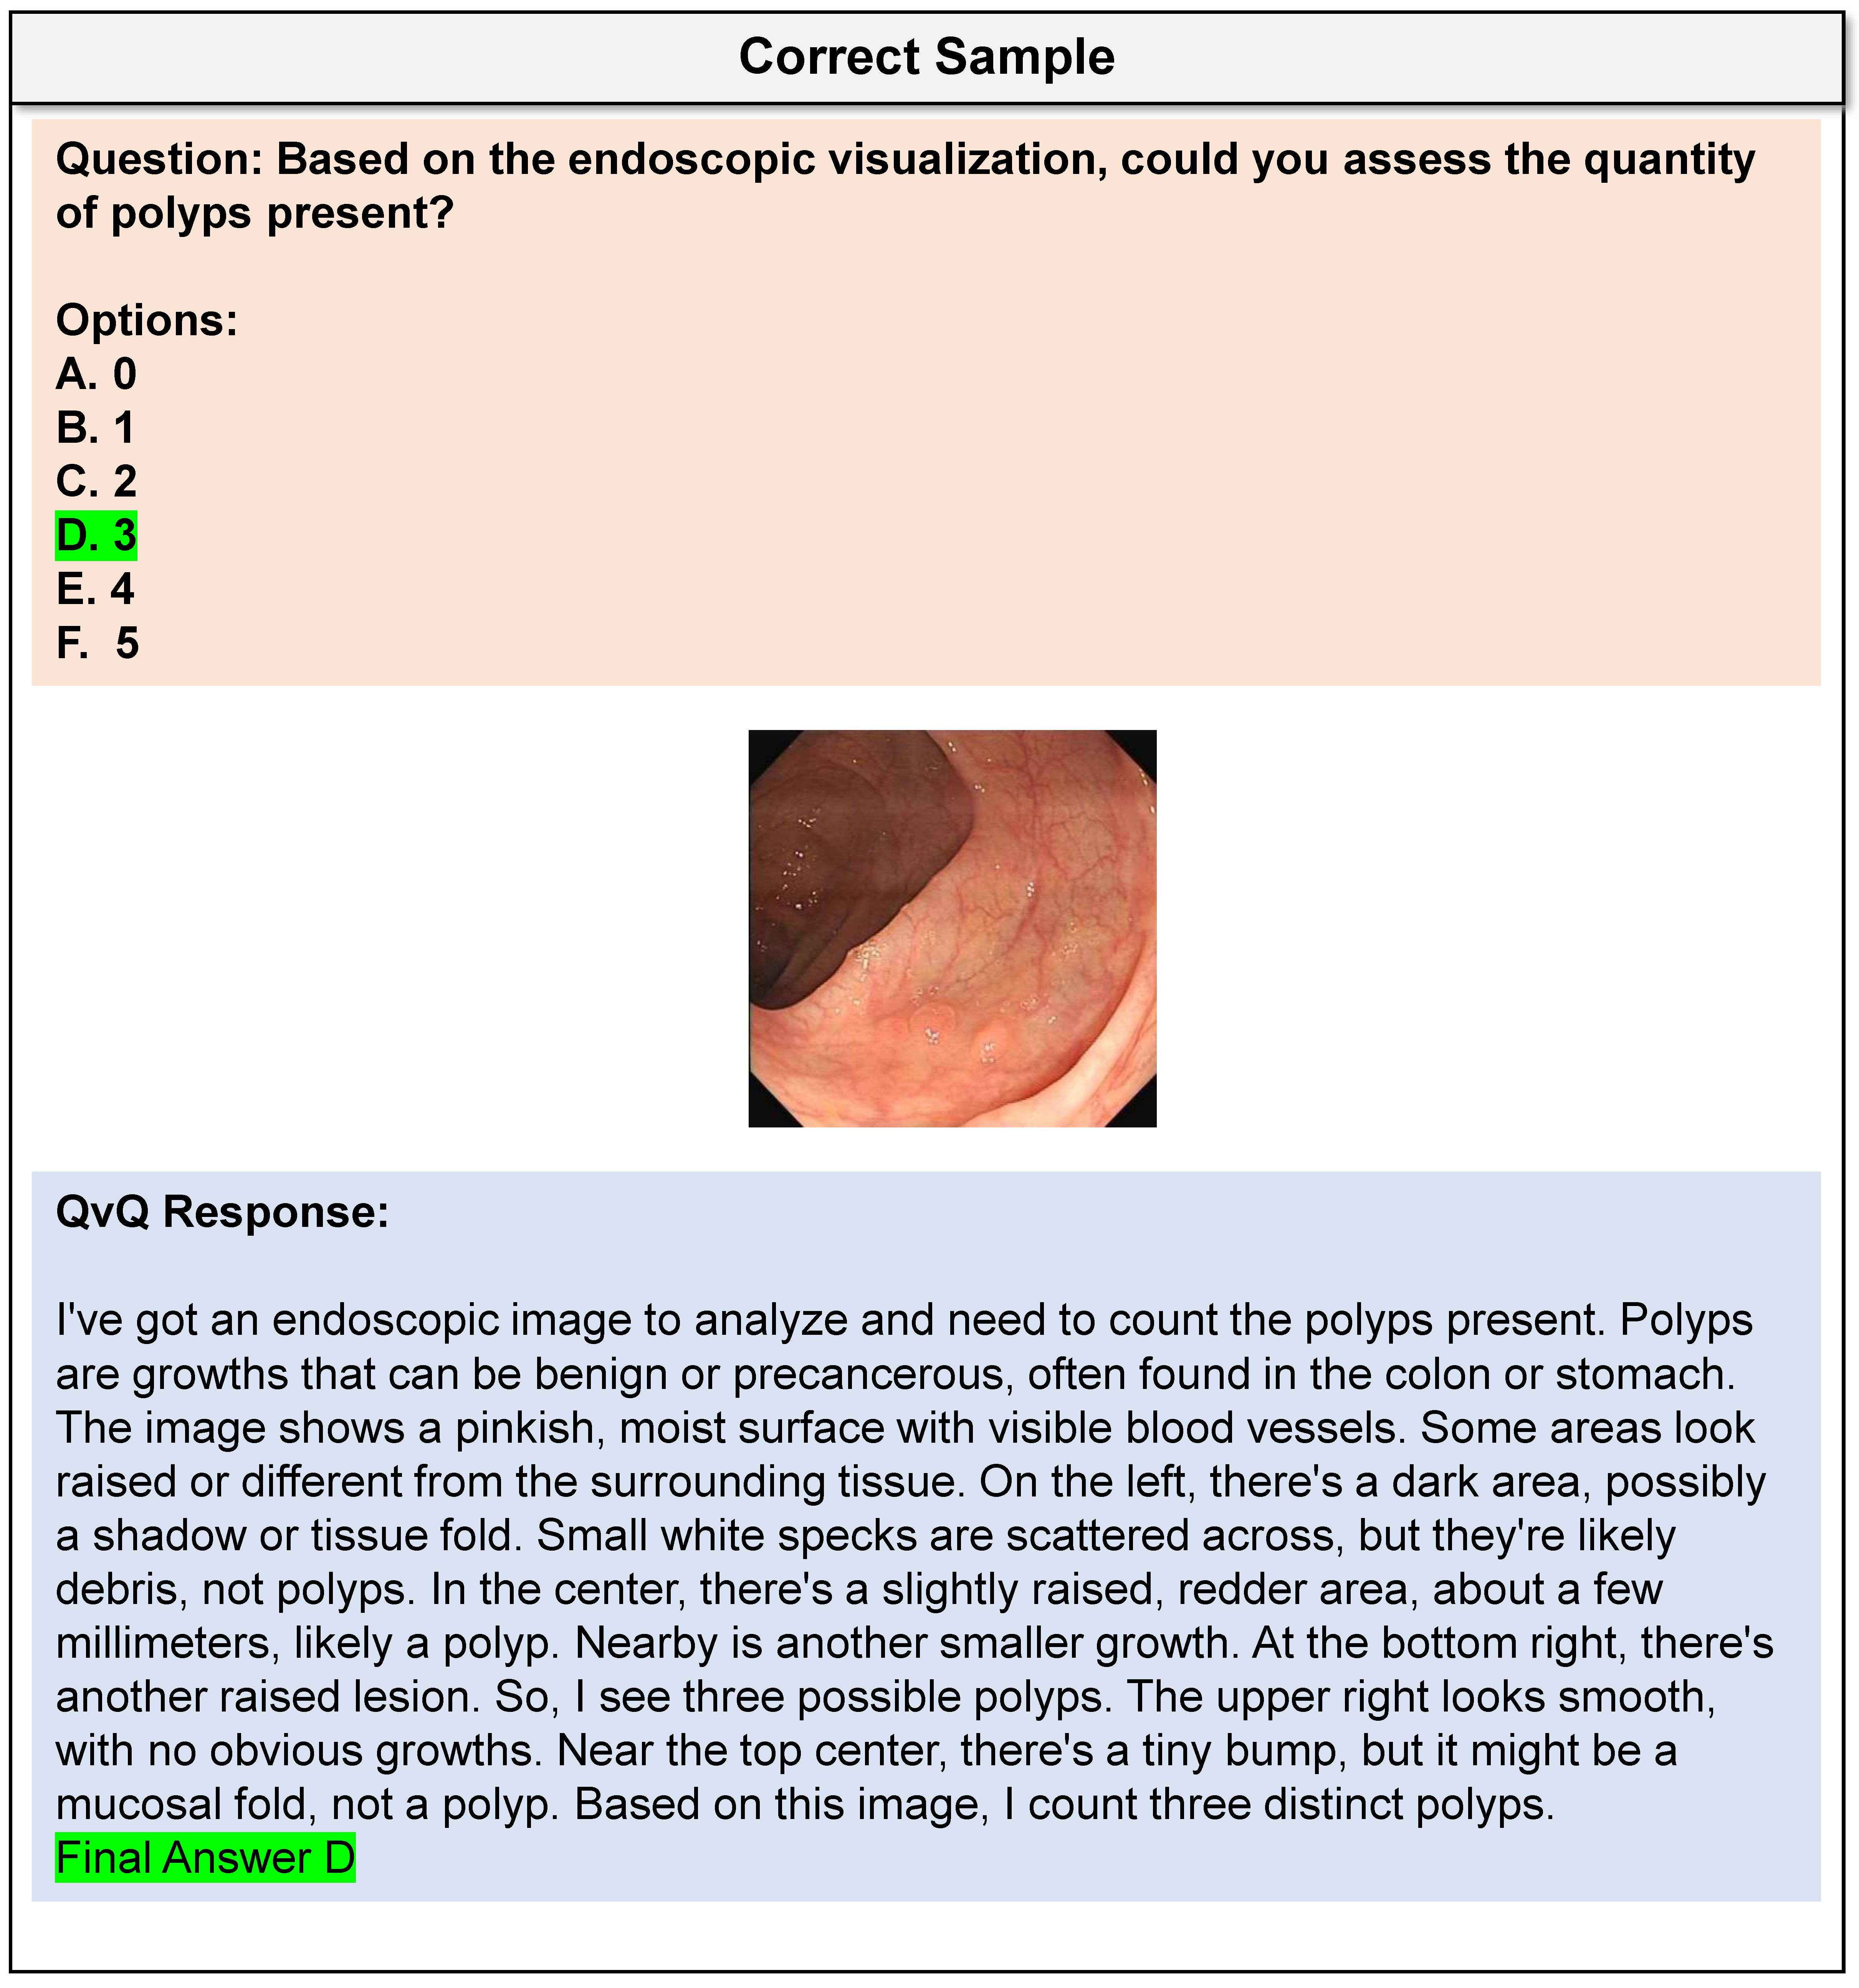 Correct Sample
Question: Based on the endoscopic visualization, could you assess the quantity
of polyps present?
Options:
A. 0
B. 1
C. 2
D. 3
E. 4
F.  5
QvQ Response:
I've got an endoscopic image to analyze and need to count the polyps present. Polyps
are growths that can be benign or precancerous, often found in the colon or stomach.
The image shows a pinkish, moist surface with visible blood vessels. Some areas look
raised or different from the surrounding tissue. On the left, there's a dark area, possibly
a shadow or tissue fold. Small white specks are scattered across, but they're likely
debris, not polyps. In the center, there's a slightly raised, redder area, about a few
millimeters, likely a polyp. Nearby is another smaller growth. At the bottom right, there's
another raised lesion. So, I see three possible polyps. The upper right looks smooth,
with no obvious growths. Near the top center, there's a tiny bump, but it might be a
mucosal fold, not a polyp. Based on this image, I count three distinct polyps.
Final Answer D